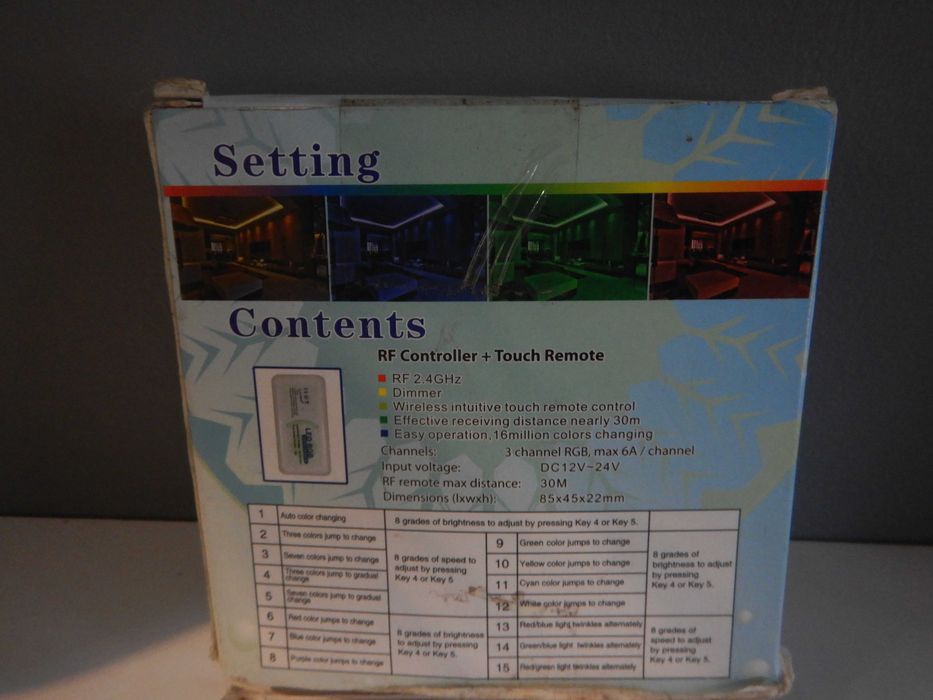 Setting
Contents
RF Controller + Touch Remote
RF 2.4GHz
Dimmer
Wireless intuitive touch remote control
Effective receiving distance nearly 30m
Easy operation,16million colors changing
Channels: 3 channel RGB, max 6A / channel
Input voltage: DC12V~24V
RF remote max distance: 30M
Dimensions (lxwxh): 85x45x22mm
1 Auto color changing
8 grades of brightness to adjust by pressing Key 4 or Key 5.
2 Three colors jump to change
3 Seven colors jump to change
4 Three colors jump to gradual
change
5 Seven colors jump to gradual
change
8 grades of speed to
adjust by pressing
Key 4 or Key 5
6 Red color jumps to change
7 Blue color jumps to change
8 Purple color jumps to change
8 grades of brightness
to adjust by pressing
Key 4 or Key 5.
9 Green color jumps to change
10 Yellow color jumps to change
11 Cyan color jumps to change
12 White color jumps to change
8 grades of
brightness to adjust
by pressing
Key 4 or Key 5.
13 Red/blue light twinkles alternately
14 Green/blue light twinkles alternately
15 Red/green light twinkles alternately
8 grades of
speed to adjust
by pressing
Key 4 or Key 5.